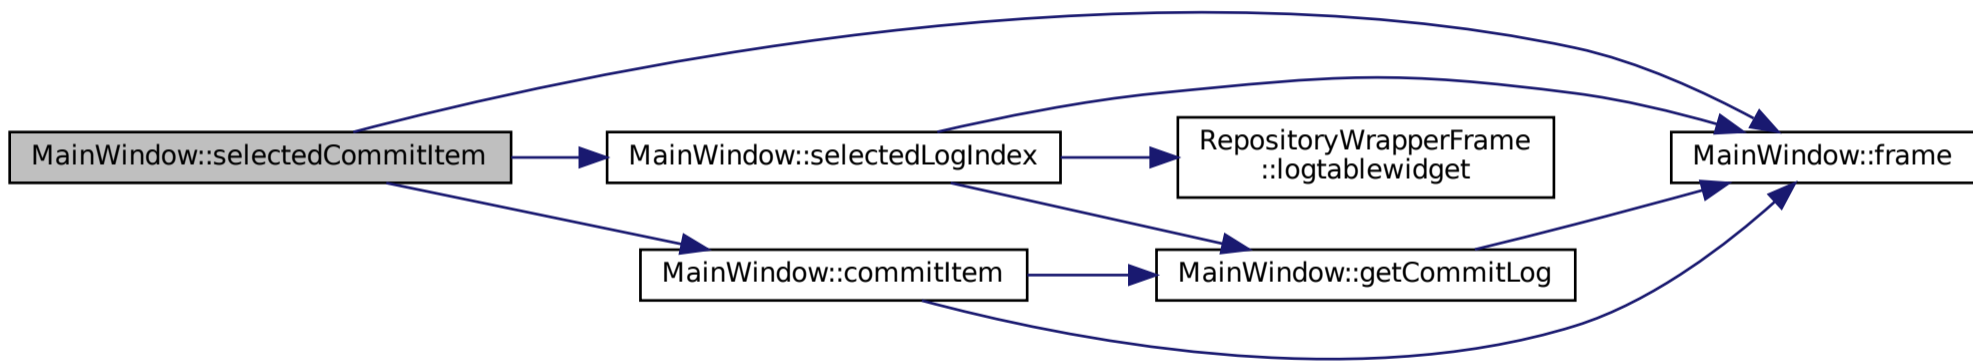 MainWindow::selectedCommitItem
MainWindow::selectedLogIndex
RepositoryWrapperFrame
::logtablewidget
MainWindow::frame
MainWindow::commitItem
MainWindow::getCommitLog